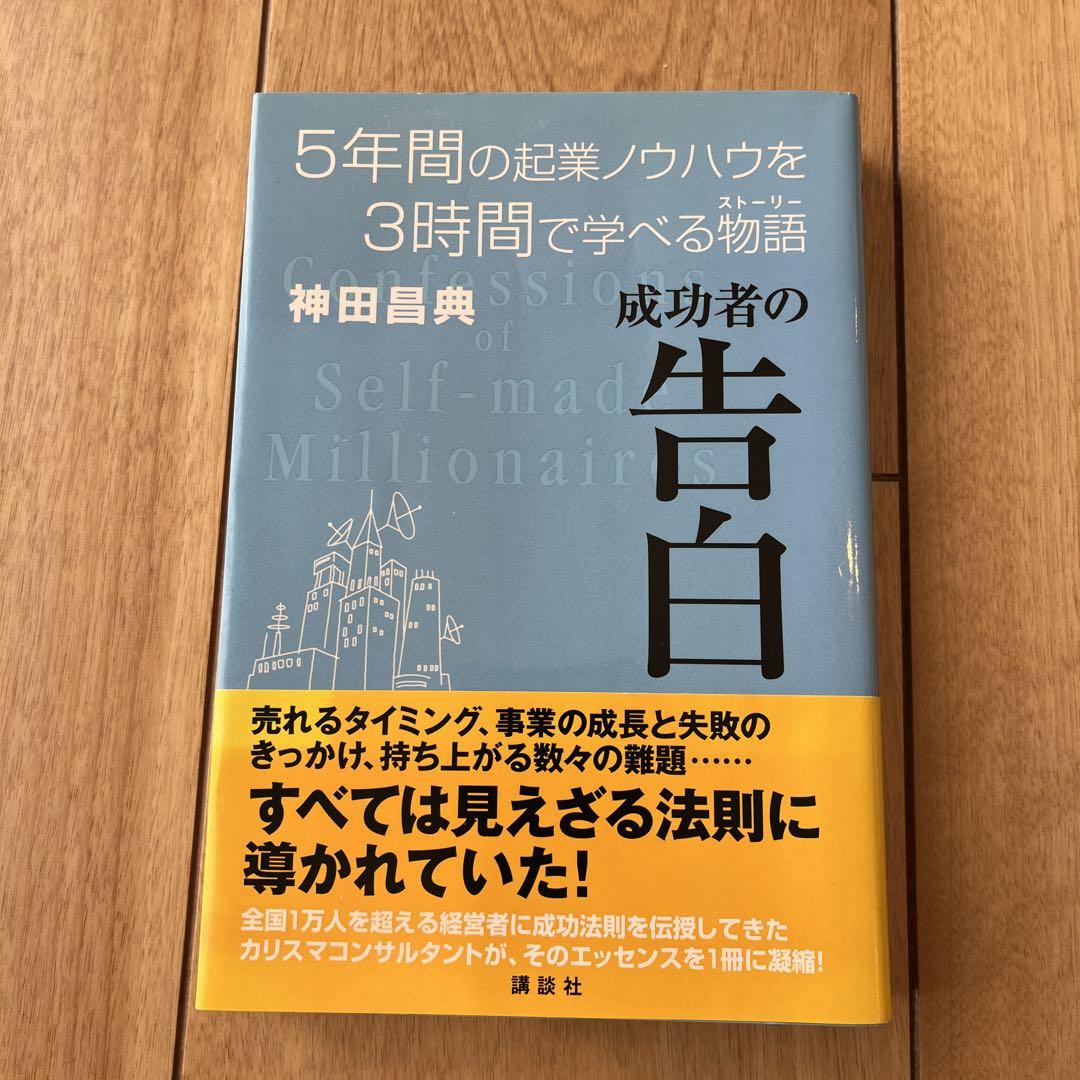 5年間の起業ノウハウを
ストーリー
3時間で学べる物語
Confessions
of
Self-made
Millionaires
神田昌典
成功者の
告白
売れるタイミング、事業の成長と失敗の
きっかけ、持ち上がる数々の難題……
すべては見えざる法則に
導かれていた!
全国1万人を超える経営者に成功法則を伝授してきた
カリスマコンサルタントが、そのエッセンスを1冊に凝縮!
講談社